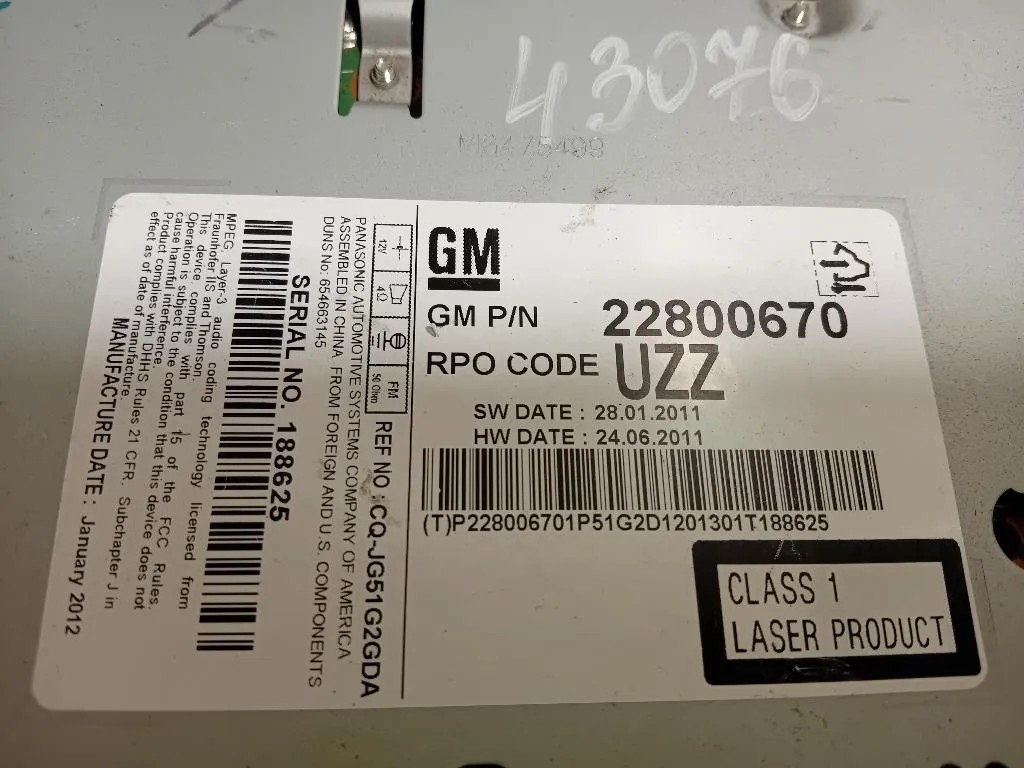 43076
M8475499
GM
GM P/N 22800670
RPO CODE UZZ
SW DATE : 28.01.2011
HW DATE : 24.06.2011
(T)P228006701P51G2D1201301T188625
CLASS 1
LASER PRODUCT
12V 4Ω FM 50 Ohm
REF NO : CQ-JG51G2GDA
PANASONIC AUTOMOTIVE SYSTEMS COMPANY OF AMERICA
ASSEMBLED IN CHINA FROM FOREIGN AND U.S. COMPONENTS
DUNS No: 654663145
SERIAL NO. 188625
MPEG Layer-3 audio coding technology licensed from
Fraunhofer IIS and Thomson.
This device complies with part 15 of the FCC Rules.
Operation is subject to the condition that this device does not
cause harmful interference.
Product complies with DHHS Rules 21 CFR. Subchapter J in
effect as of date of manufacture.
MANUFACTURE DATE : January 2012